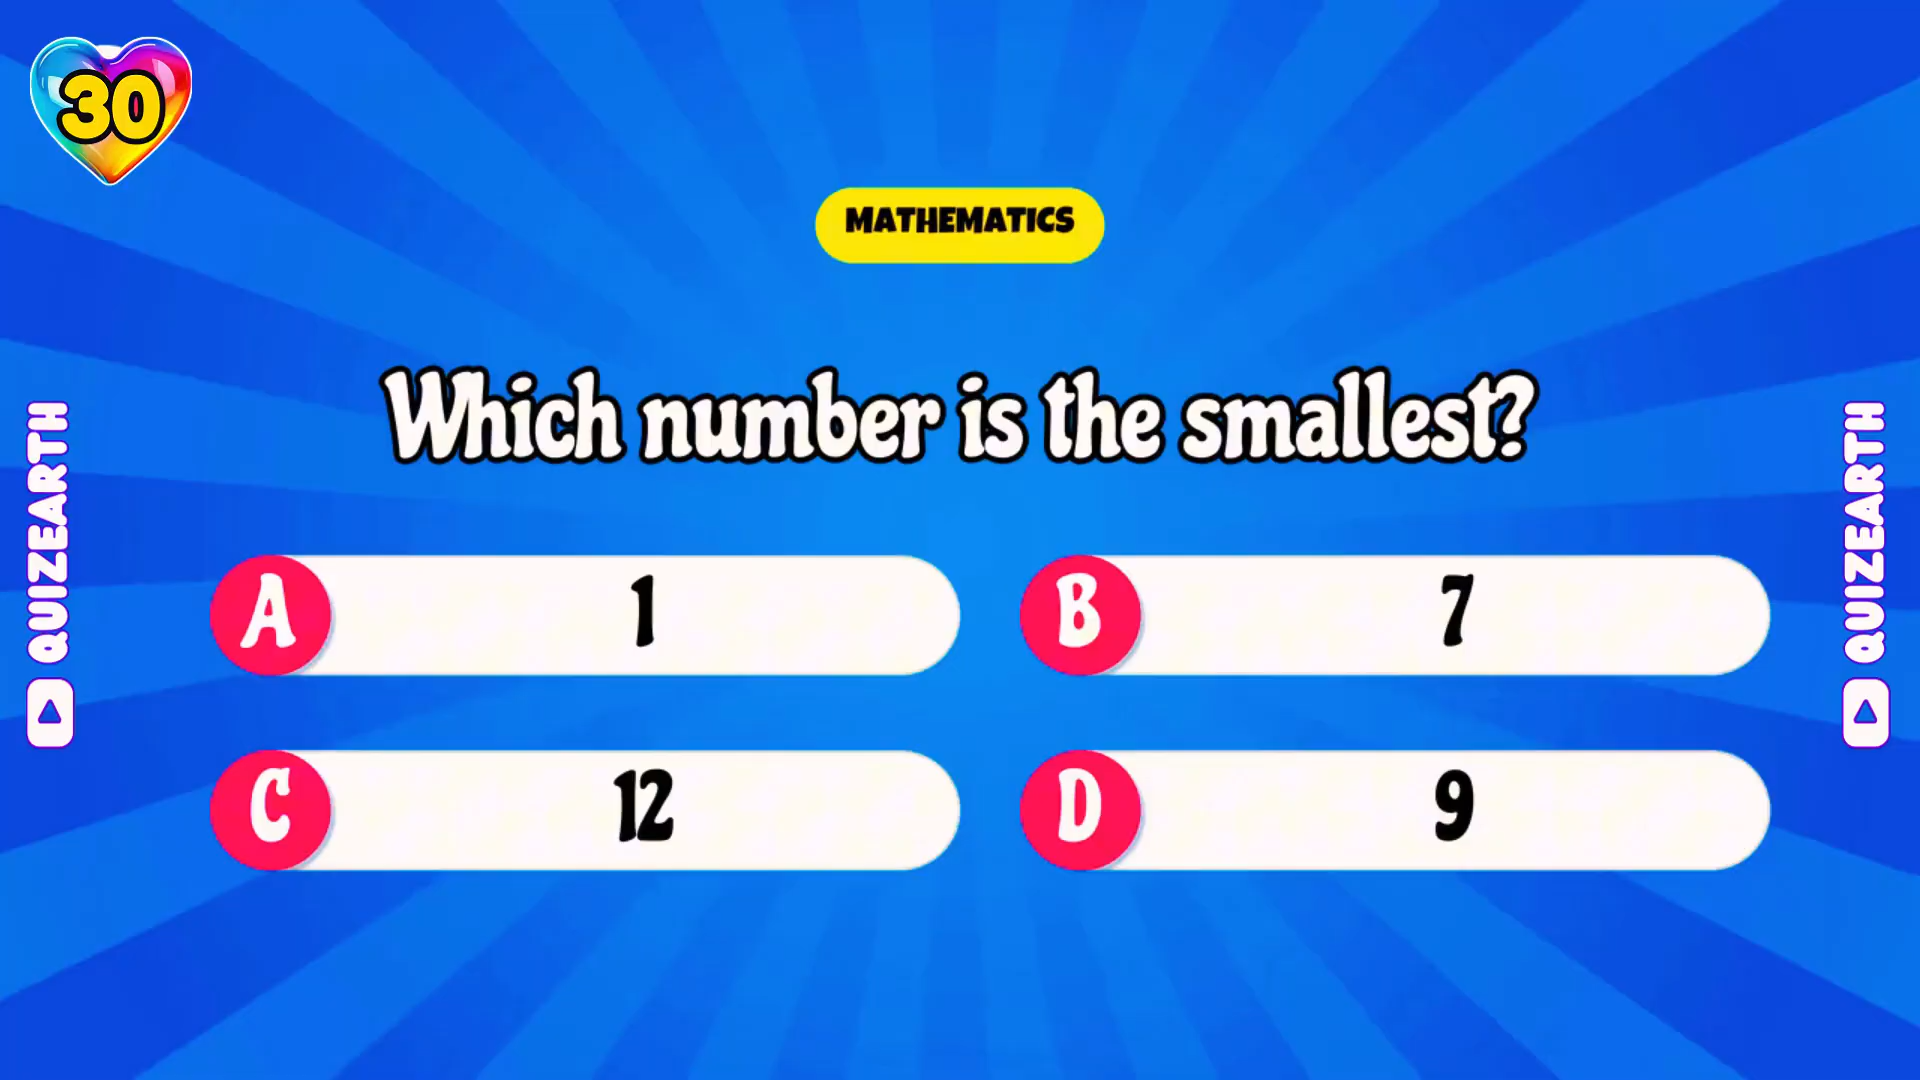 30
MATHEMATICS
Which number is the smallest?
A 1
B 7
C 12
D 9
QUIZEARTH
QUIZEARTH